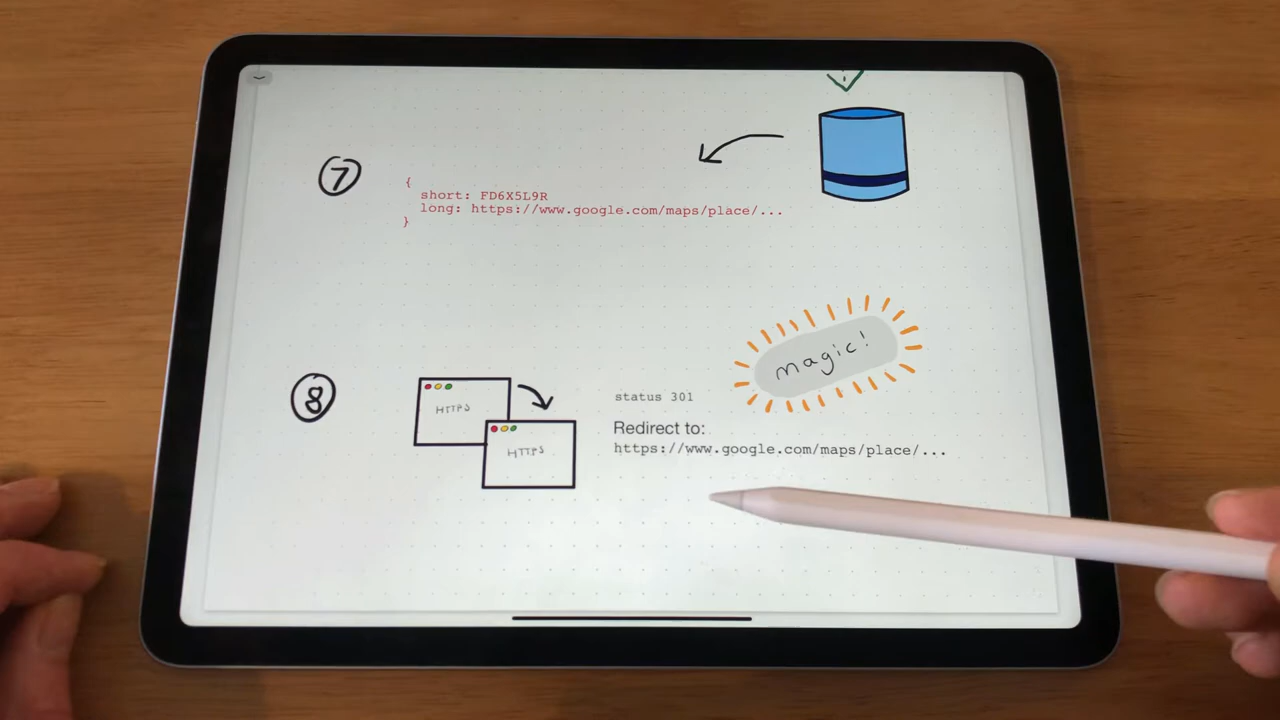 7
{
short: FD6X5L9R
long: https://www.google.com/maps/place/...
}
magic!
8
HTTPS
HTTPS
status 301
Redirect to:
https://www.google.com/maps/place/...